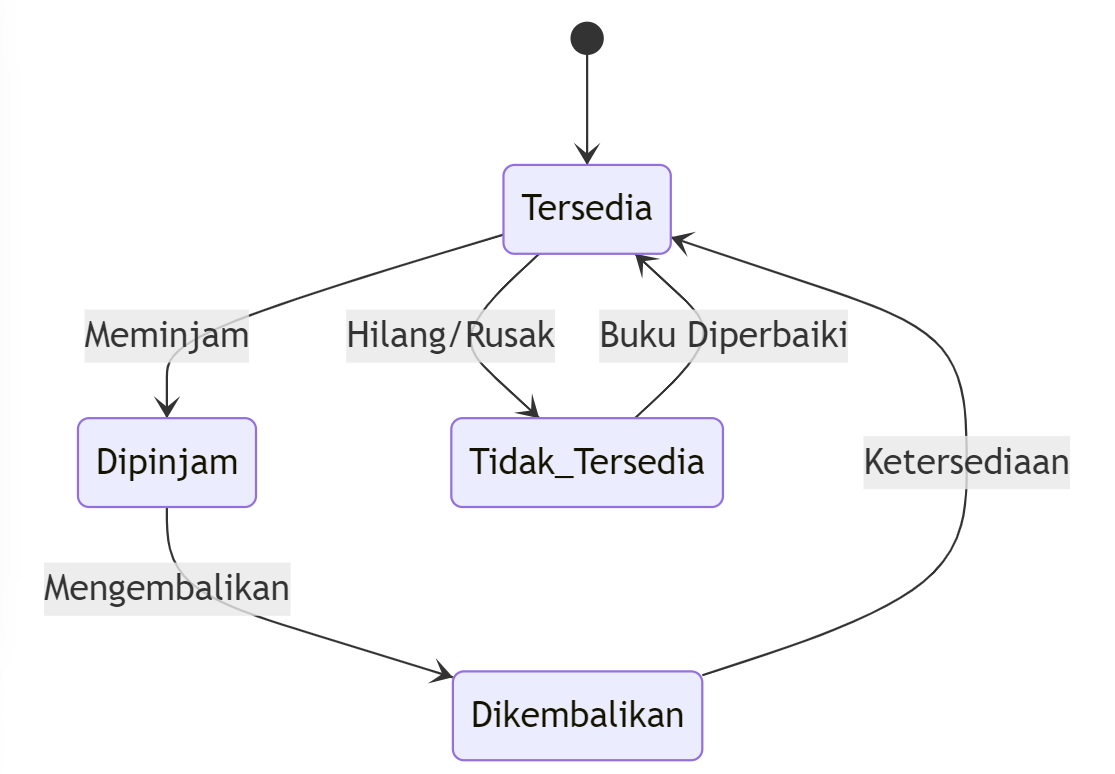 Tersedia
Meminjam
Hilang/Rusak
Buku Diperbaiki
Dipinjam
Tidak_Tersedia
Ketersediaan
Mengembalikan
Dikembalikan